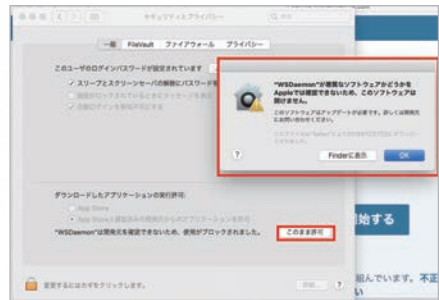 セキュリティとプライバシー
一般 FileVault ファイアウォール プライバシー
このユーザのログインパスワードが設定されています
スリープとスクリーンセーバの解除にパスワードを
"WSDaemon"が悪質なソフトウェアかどうかを
Appleでは確認できないため、このソフトウェアは
開けません。
このソフトウェアはアップデートが必要です。詳しくは開発元
にお問い合わせください。
? Finderに表示 OK
ダウンロードしたアプリケーションの実行許可:
App Store
App Storeと確認済みの開発元からのアプリケーションを許可
"WSDaemon"は開発元を確認できないため、使用がブロックされました。 このまま許可
始する
組んでいます。不正
い
変更するにはカギをクリックします。 詳細... ?